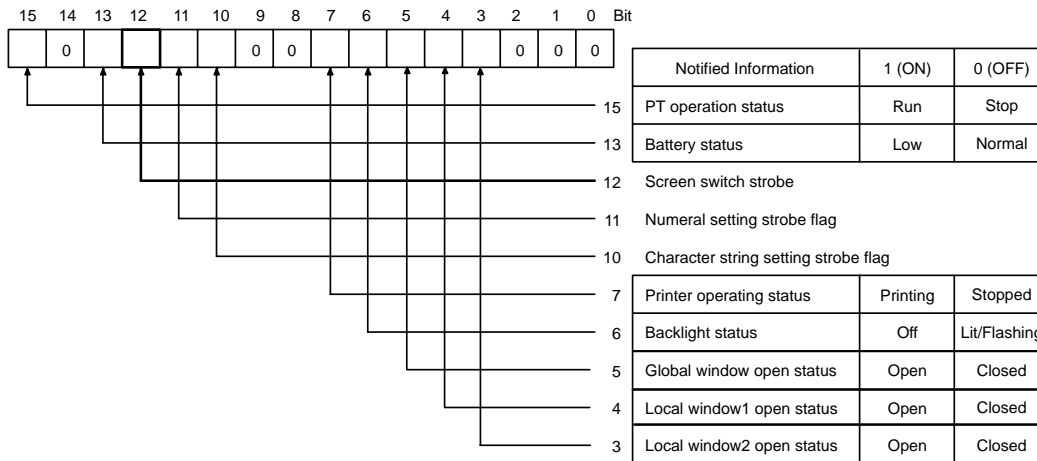 15 14 13 12 11 10 9 8 7 6 5 4 3 2 1 0 Bit
0 0 0 0 0 0
Notified Information 1 (ON) 0 (OFF)
15 PT operation status Run Stop
13 Battery status Low Normal
12 Screen switch strobe
11 Numeral setting strobe flag
10 Character string setting strobe flag
7 Printer operating status Printing Stopped
6 Backlight status Off Lit/Flashing
5 Global window open status Open Closed
4 Local window1 open status Open Closed
3 Local window2 open status Open Closed